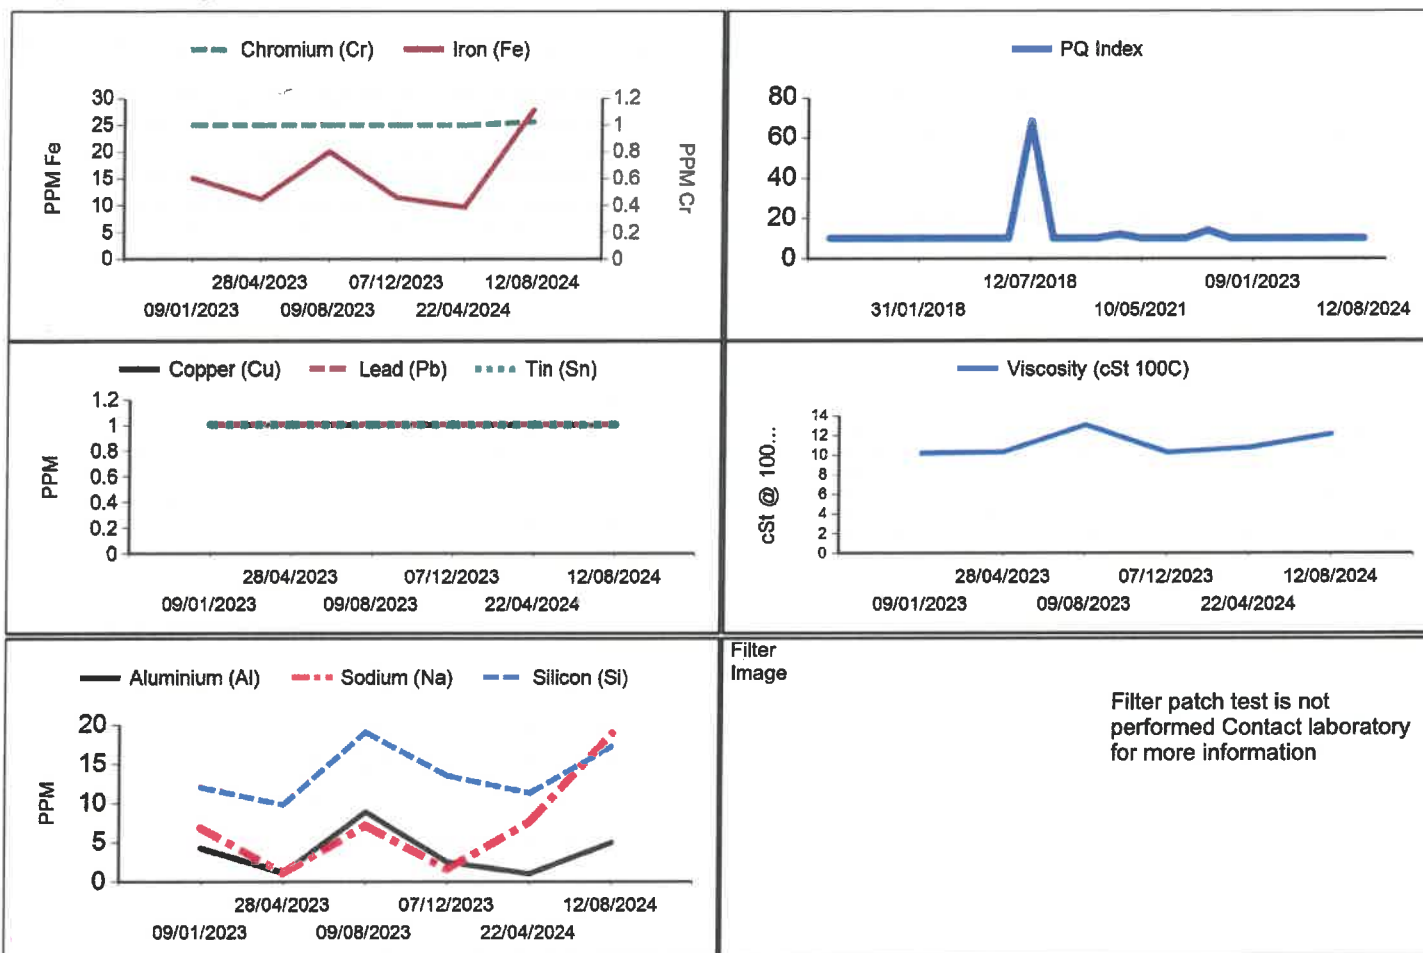 Chromium (Cr) Iron (Fe)
30
25
20
15
10
5
0
PPM Fe
1.2
1
0.8
0.6
0.4
0.2
0
PPM Cr
28/04/2023 07/12/2023 12/08/2024
09/01/2023 09/08/2023 22/04/2024
PQ Index
80
60
40
20
0
12/07/2018 09/01/2023
31/01/2018 10/05/2021 12/08/2024
Copper (Cu) Lead (Pb) Tin (Sn)
1.2
1
0.8
0.6
0.4
0.2
0
PPM
28/04/2023 07/12/2023 12/08/2024
09/01/2023 09/08/2023 22/04/2024
Viscosity (cSt 100C)
14
12
10
8
6
4
2
0
cSt @ 100...
28/04/2023 07/12/2023 12/08/2024
09/01/2023 09/08/2023 22/04/2024
Aluminium (Al) Sodium (Na) Silicon (Si)
20
15
10
5
0
PPM
28/04/2023 07/12/2023 12/08/2024
09/01/2023 09/08/2023 22/04/2024
Filter
Image
Filter patch test is not
performed Contact laboratory
for more information